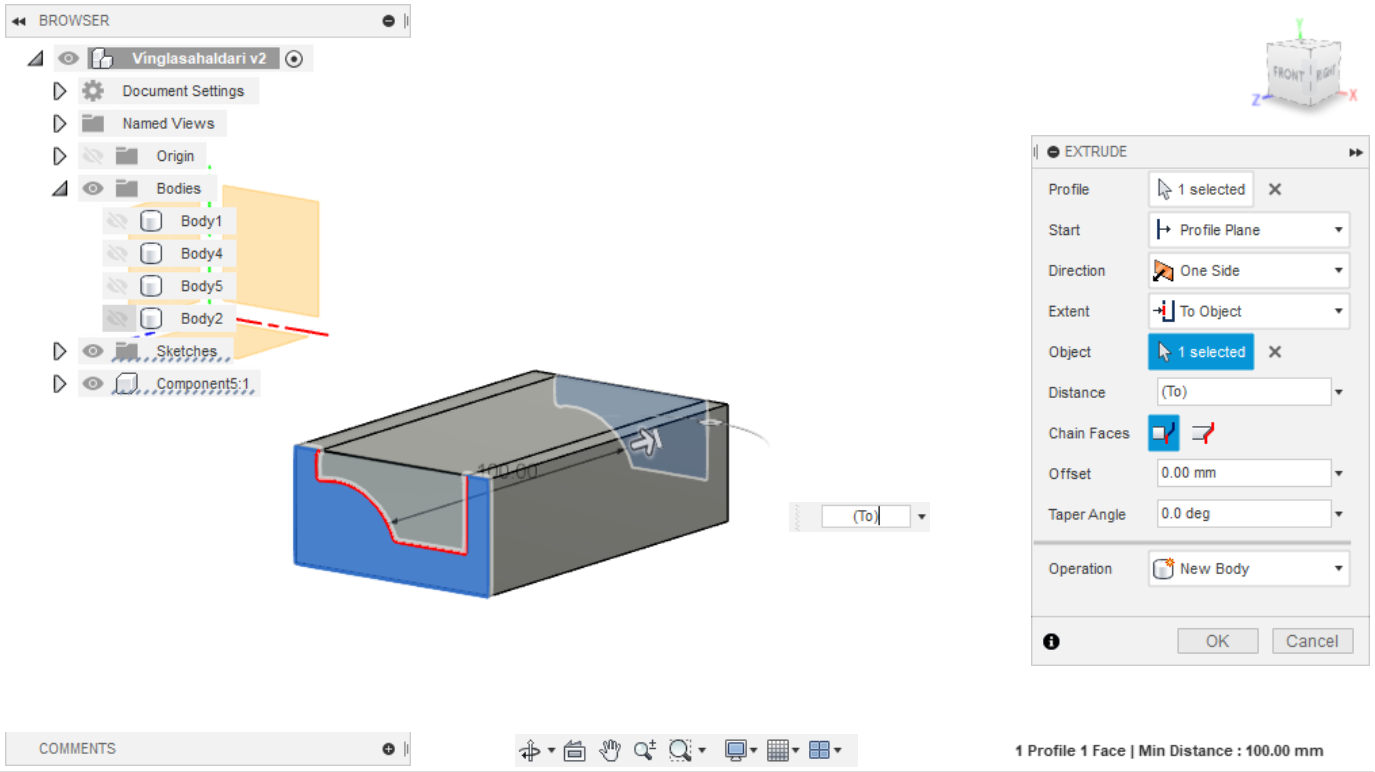 BROWSER
Vinglasahaldari v2
Document Settings
Named Views
Origin
Bodies
Body1
Body4
Body5
Body2
Sketches
Component5:1
100.00
(To)
Y
FRONT
RIGHT
Z
X
EXTRUDE
Profile 1 selected
Start Profile Plane
Direction One Side
Extent To Object
Object 1 selected
Distance (To)
Chain Faces
Offset 0.00 mm
Taper Angle 0.0 deg
Operation New Body
OK Cancel
COMMENTS
1 Profile 1 Face | Min Distance : 100.00 mm